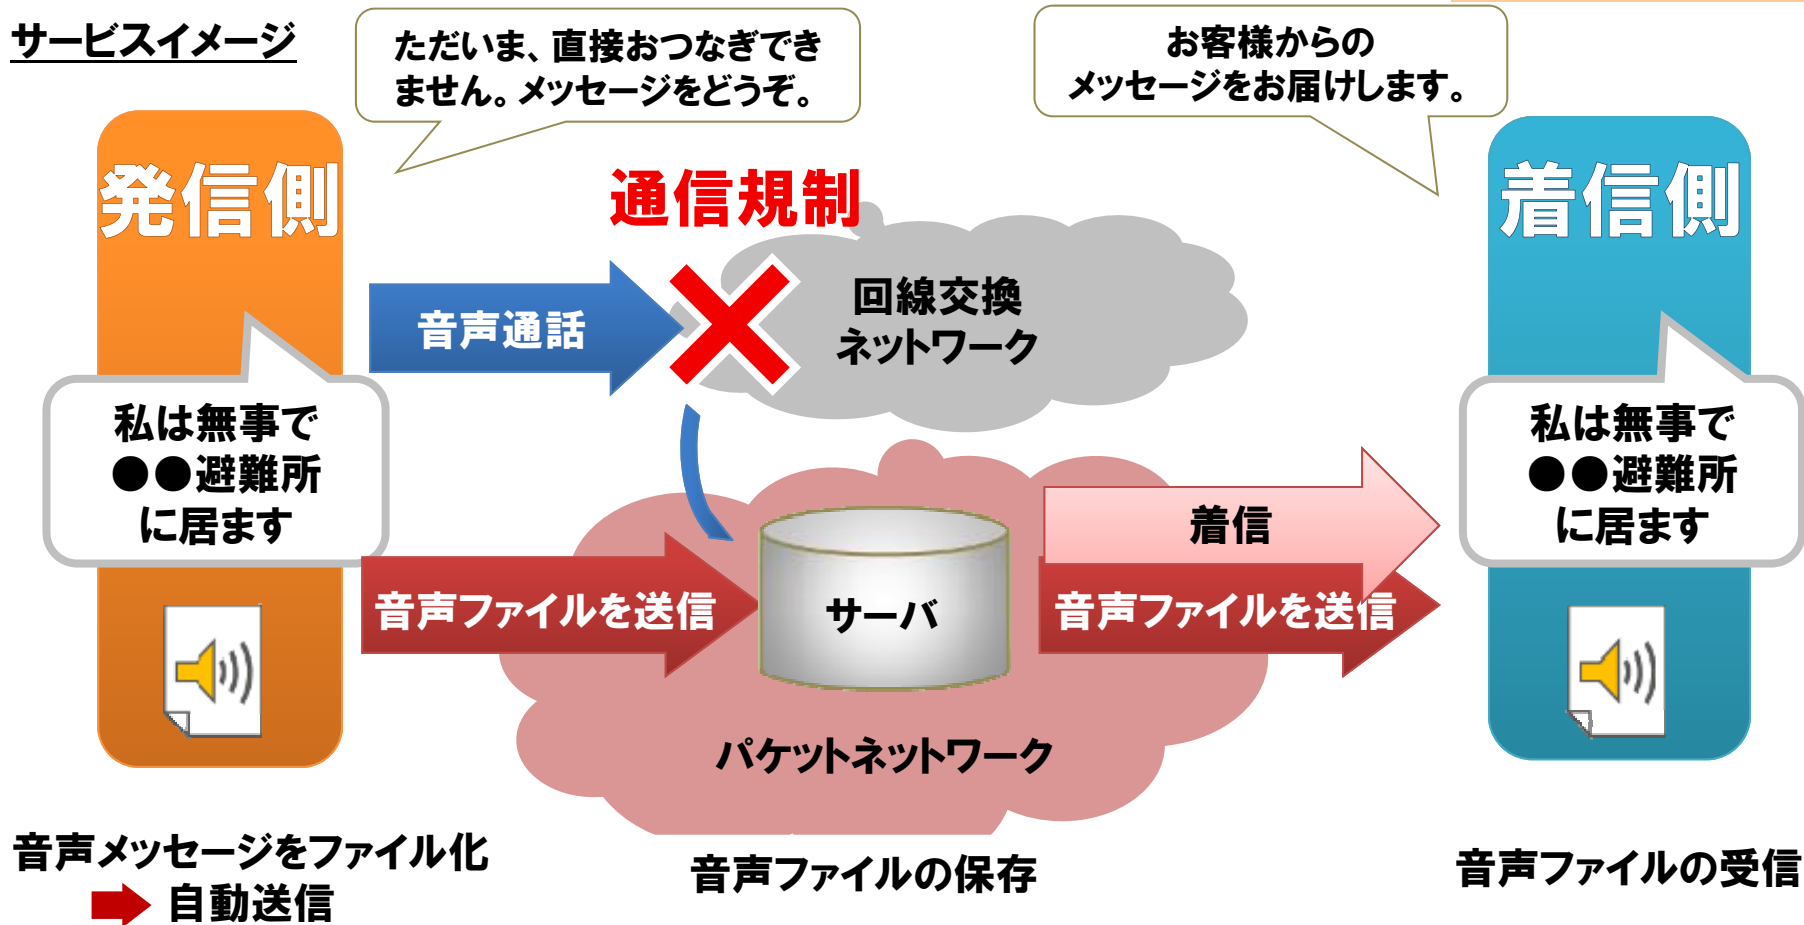 サービスイメージ
ただいま、直接おつなぎでき
ません。メッセージをどうぞ。
お客様からの
メッセージをお届けします。
発信側
通信規制
着信側
音声通話
回線交換
ネットワーク
私は無事で
●●避難所
に居ます
私は無事で
●●避難所
に居ます
着信
音声ファイルを送信
サーバ
音声ファイルを送信
パケットネットワーク
音声メッセージをファイル化
自動送信
音声ファイルの保存
音声ファイルの受信